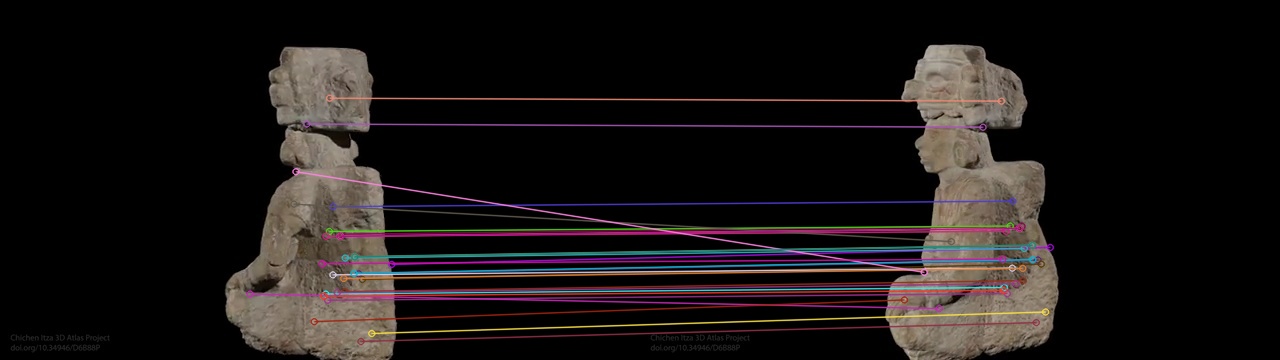 Chichen Itza 3D Atlas Project
doi.org/10.34946/D6B88P
Chichen Itza 3D Atlas Project
doi.org/10.34946/D6B88P